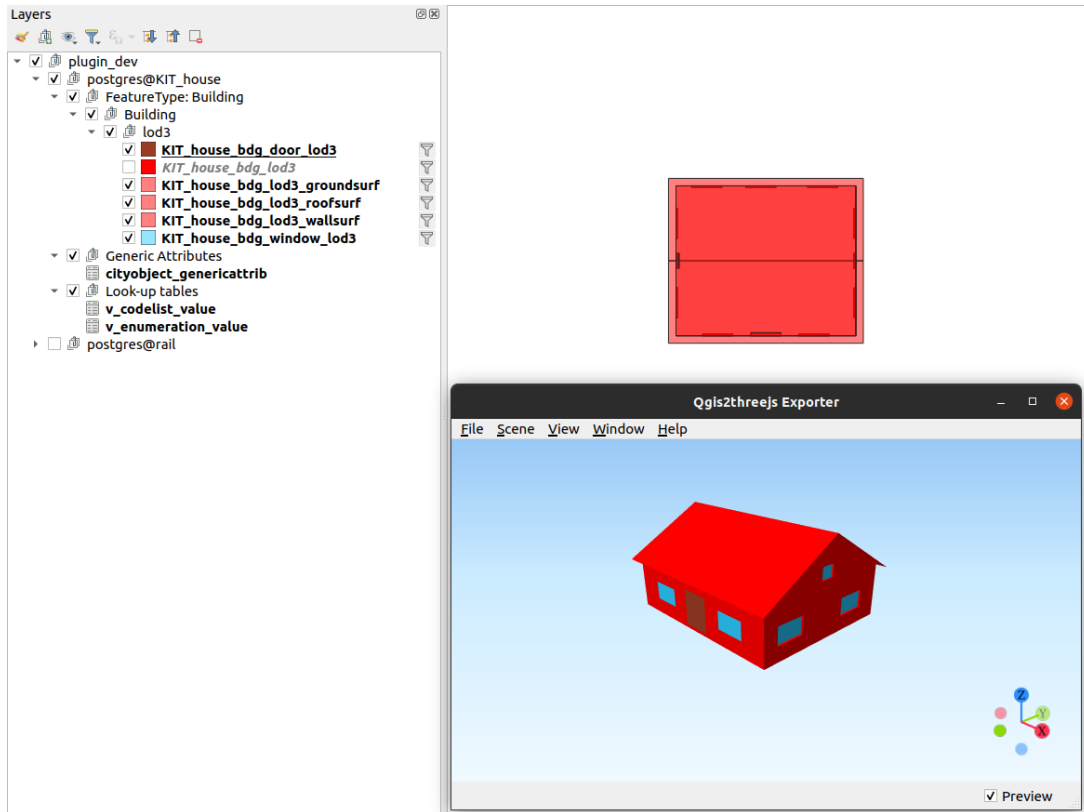 Layers
plugin_dev
postgres@KIT_house
FeatureType: Building
Building
lod3
KIT_house_bdg_door_lod3
KIT_house_bdg_lod3
KIT_house_bdg_lod3_groundsurf
KIT_house_bdg_lod3_roofsurf
KIT_house_bdg_lod3_wallsurf
KIT_house_bdg_window_lod3
Generic Attributes
cityobject_genericattrib
Look-up tables
v_codelist_value
v_enumeration_value
postgres@rail
Qgis2threejs Exporter
File Scene View Window Help
Z
Y
X
Preview